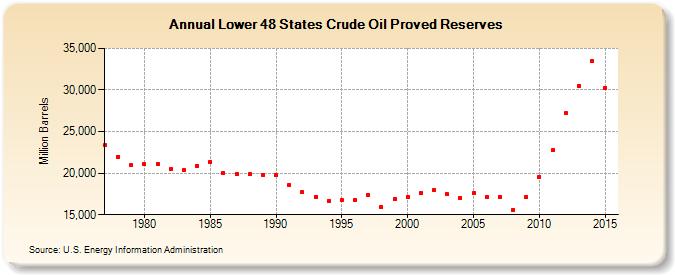 Annual Lower 48 States Crude Oil Proved Reserves
Million Barrels
35,000
30,000
25,000
20,000
15,000
1980 1985 1990 1995 2000 2005 2010 2015
Source: U.S. Energy Information Administration